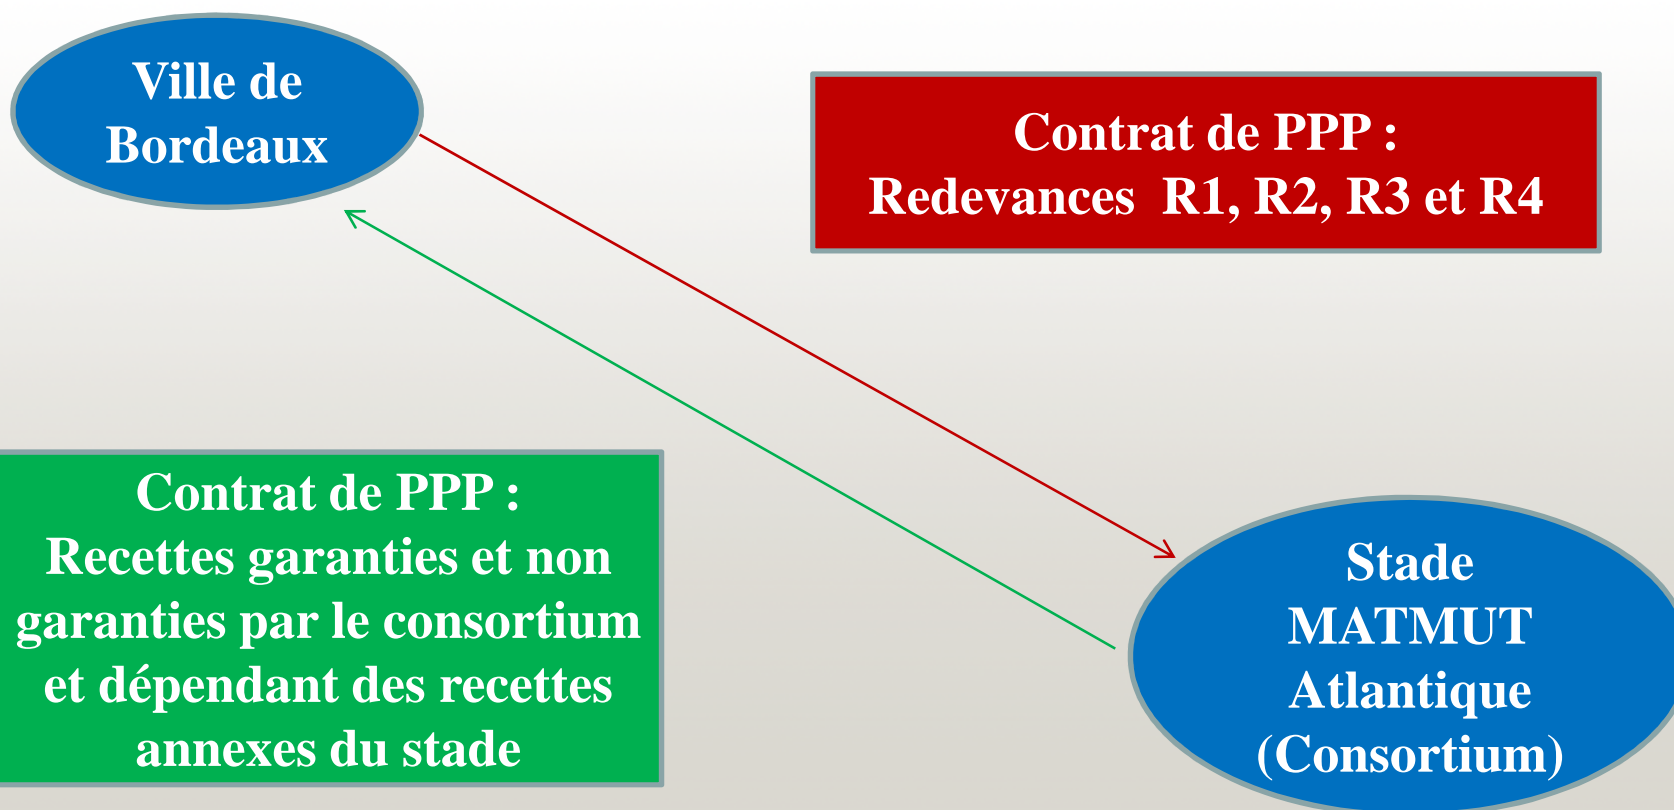 Ville de
Bordeaux
Contrat de PPP :
Redevances R1, R2, R3 et R4
Contrat de PPP :
Recettes garanties et non
garanties par le consortium
et dépendant des recettes
annexes du stade
Stade
MATMUT
Atlantique
(Consortium)